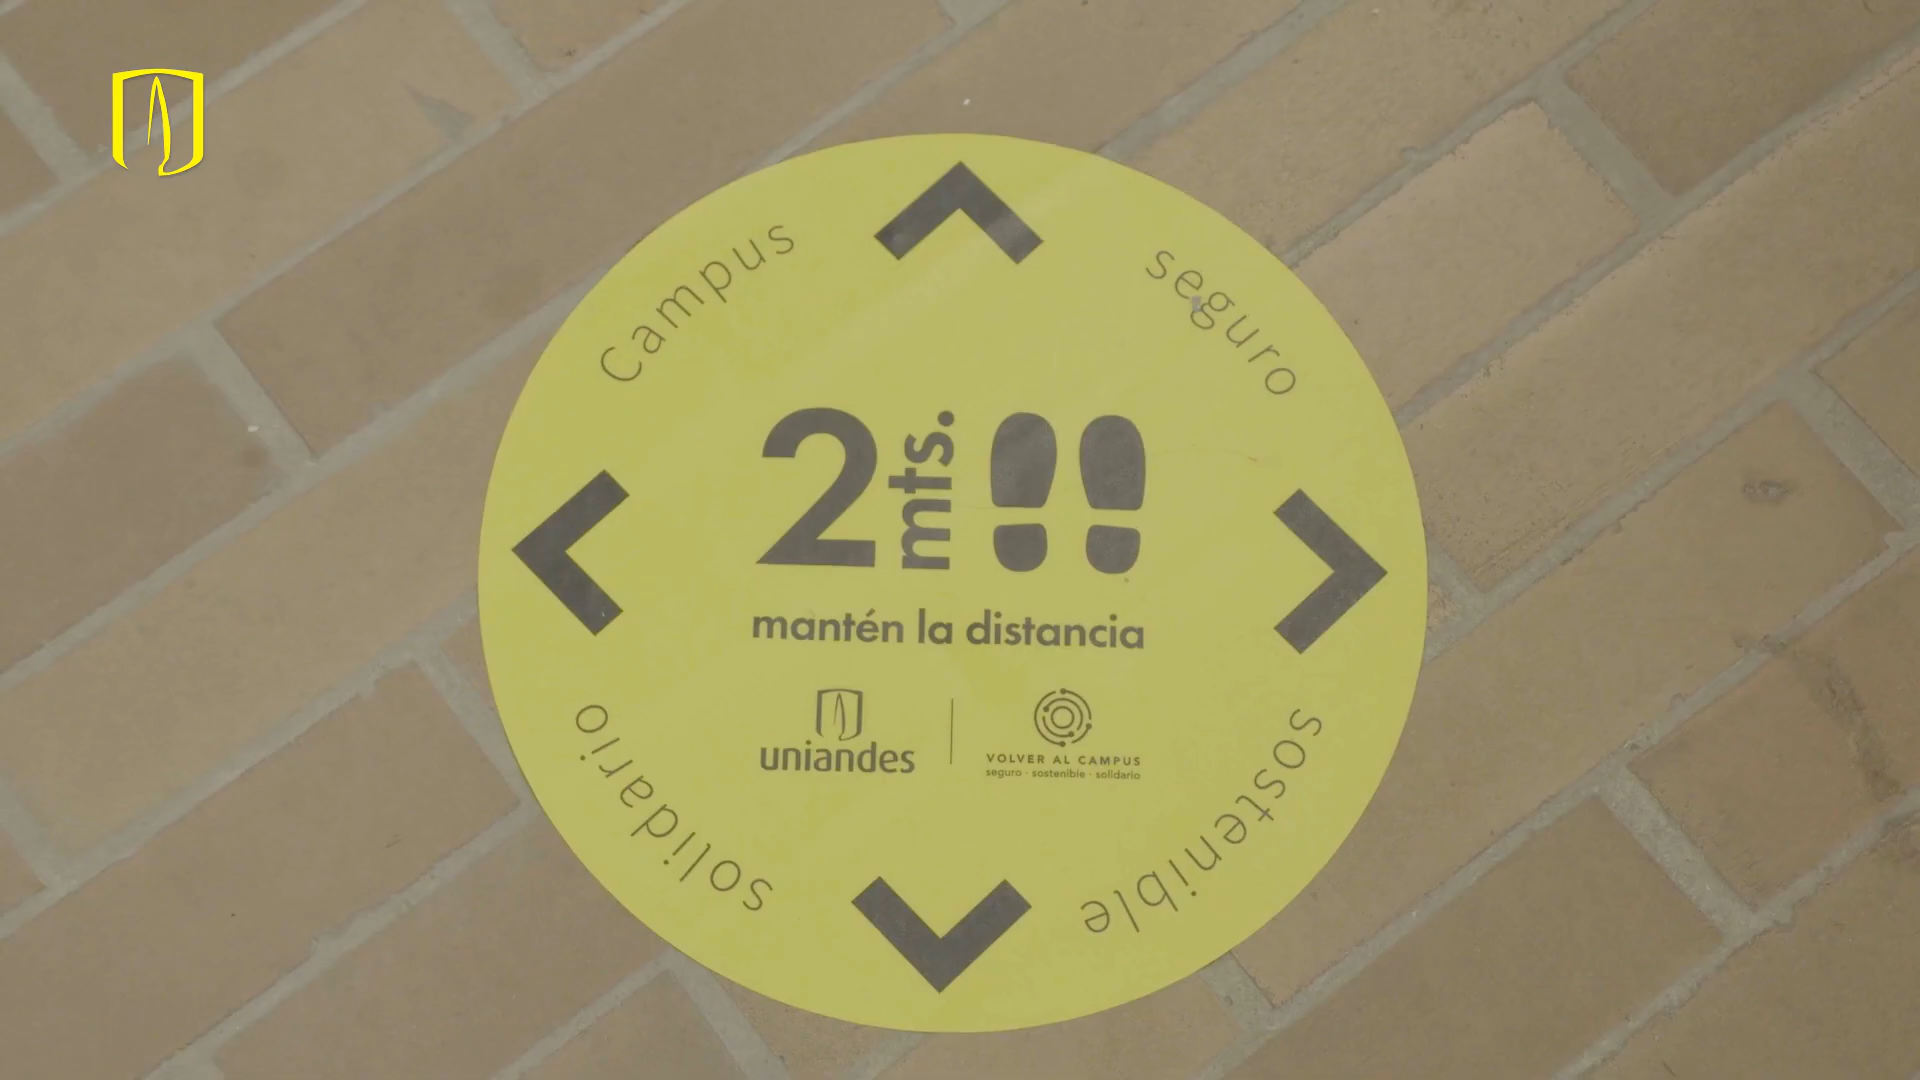 Campus
seguro
2 mts.
mantén la distancia
uniandes
VOLVER AL CAMPUS
seguro · sostenible · solidario
solidario
sostenible